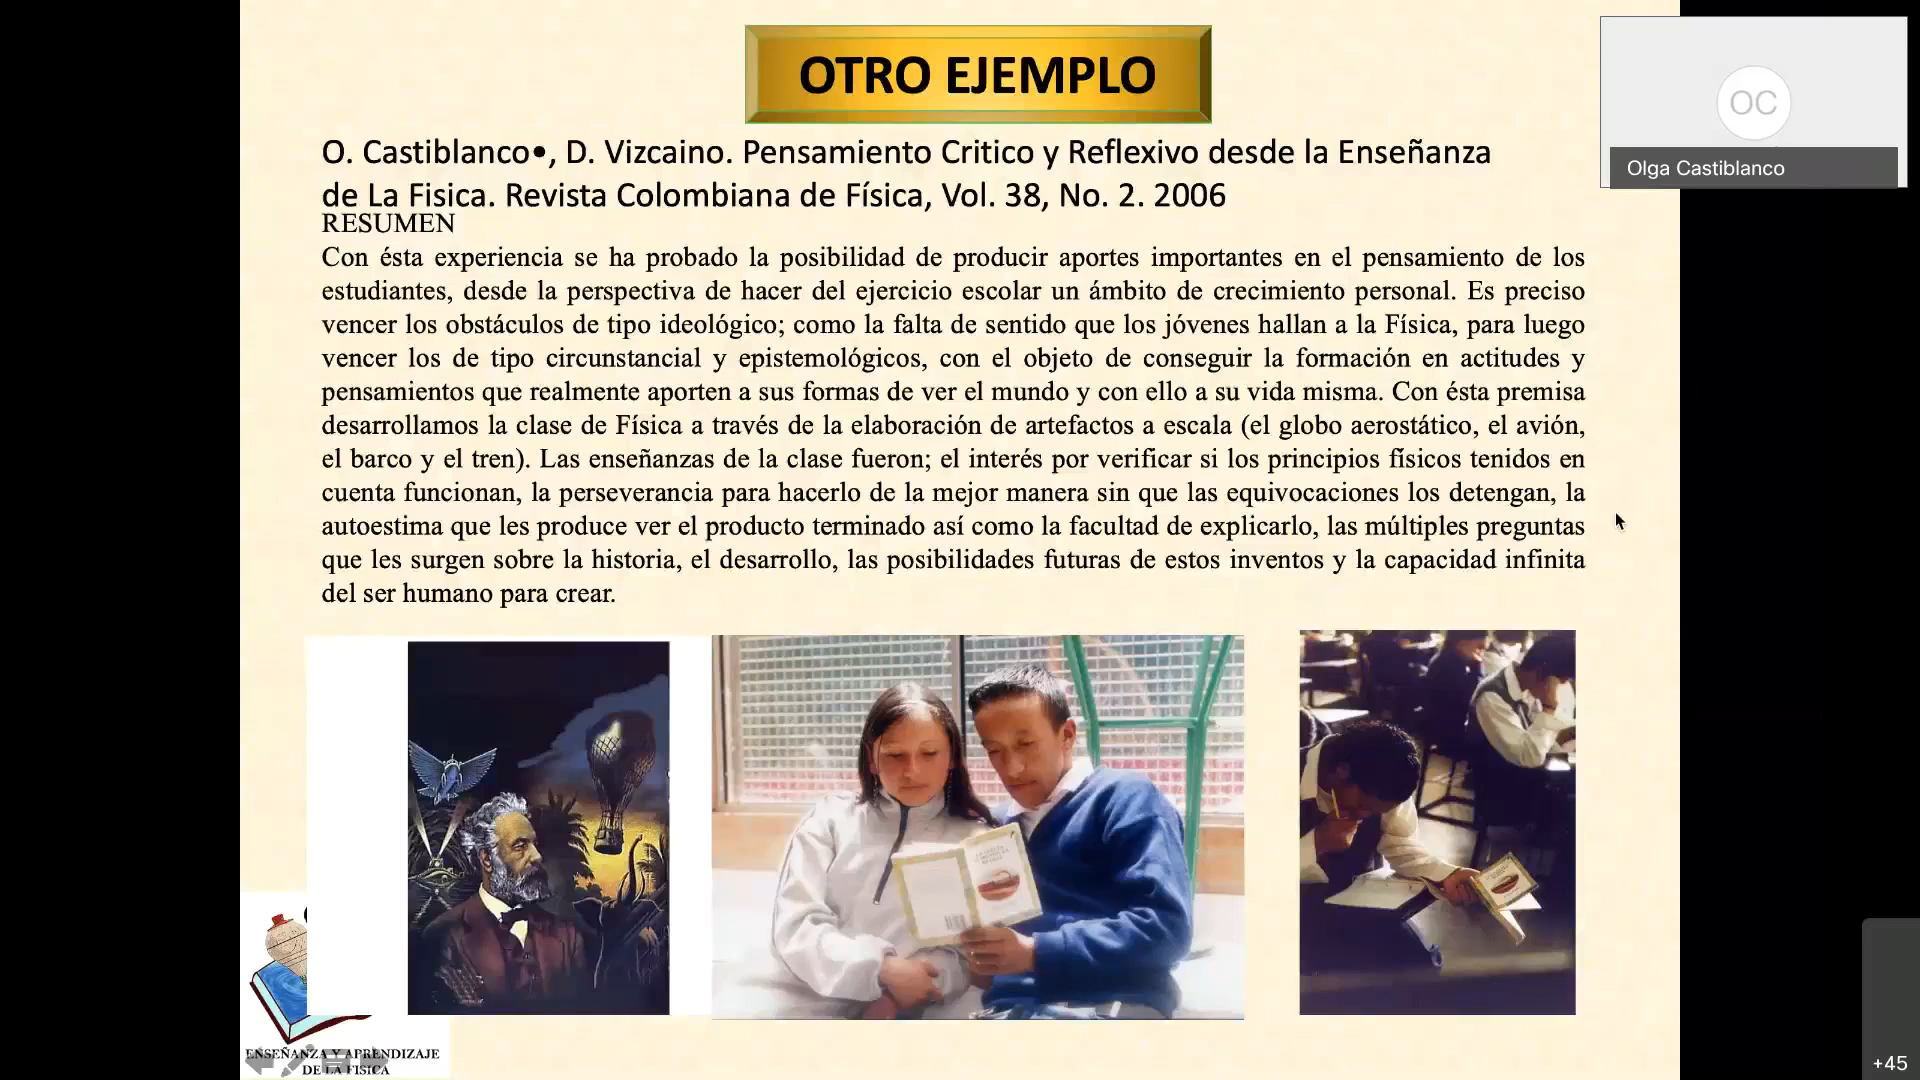 OTRO EJEMPLO
OC
Olga Castiblanco
O. Castiblanco•, D. Vizcaino. Pensamiento Critico y Reflexivo desde la Enseñanza
de La Fisica. Revista Colombiana de Física, Vol. 38, No. 2. 2006
RESUMEN
Con ésta experiencia se ha probado la posibilidad de producir aportes importantes en el pensamiento de los
estudiantes, desde la perspectiva de hacer del ejercicio escolar un ámbito de crecimiento personal. Es preciso
vencer los obstáculos de tipo ideológico; como la falta de sentido que los jóvenes hallan a la Física, para luego
vencer los de tipo circunstancial y epistemológicos, con el objeto de conseguir la formación en actitudes y
pensamientos que realmente aporten a sus formas de ver el mundo y con ello a su vida misma. Con ésta premisa
desarrollamos la clase de Física a través de la elaboración de artefactos a escala (el globo aerostático, el avión,
el barco y el tren). Las enseñanzas de la clase fueron; el interés por verificar si los principios físicos tenidos en
cuenta funcionan, la perseverancia para hacerlo de la mejor manera sin que las equivocaciones los detengan, la
autoestima que les produce ver el producto terminado así como la facultad de explicarlo, las múltiples preguntas
que les surgen sobre la historia, el desarrollo, las posibilidades futuras de estos inventos y la capacidad infinita
del ser humano para crear.
ENSEÑANZA Y APRENDIZAJE
DE LA FISICA
+45